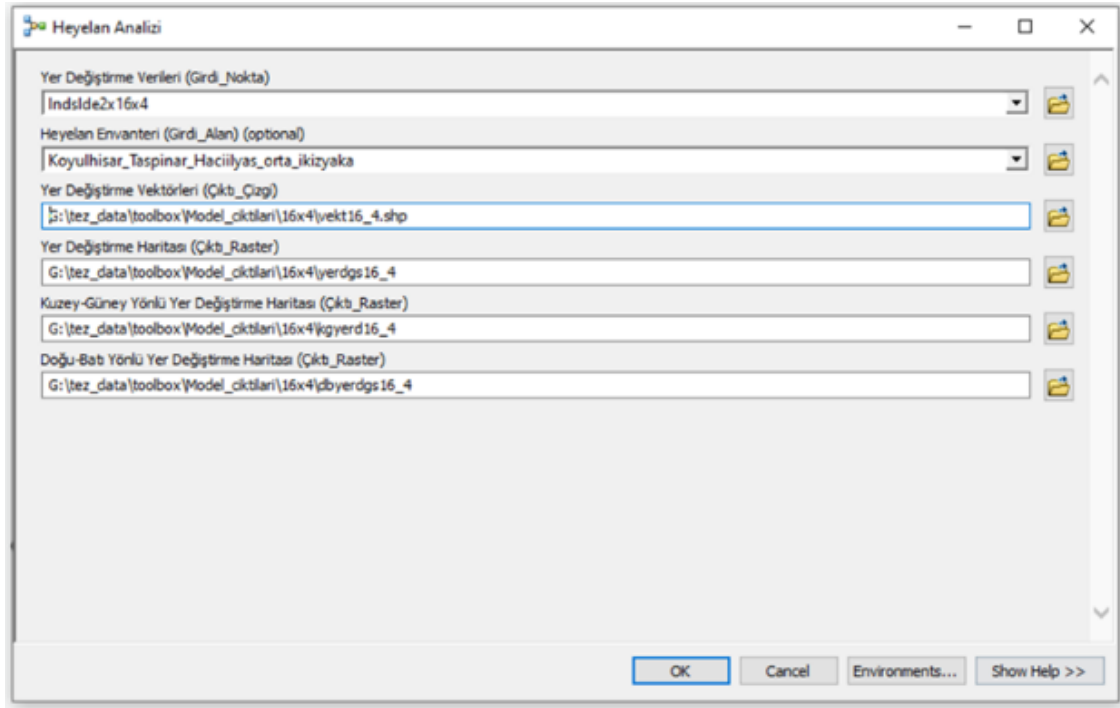 Heyelan Analizi
Yer Değiştirme Verileri (Girdi_Nokta)
lndslde2x16x4
Heyelan Envanteri (Girdi_Alan) (optional)
Koyulhisar_Taspinar_Haciilyas_orta_ikizyaka
Yer Değiştirme Vektörleri (Çıktı_Çizgi)
G:\tez_data\toolbox\Model_ciktilari\16x4\vekt16_4.shp
Yer Değiştirme Haritası (Çıktı_Raster)
G:\tez_data\toolbox\Model_ciktilari\16x4\yerdgs16_4
Kuzey-Güney Yönlü Yer Değiştirme Haritası (Çıktı_Raster)
G:\tez_data\toolbox\Model_ciktilari\16x4\kgyerd16_4
Doğu-Batı Yönlü Yer Değiştirme Haritası (Çıktı_Raster)
G:\tez_data\toolbox\Model_ciktilari\16x4\dbyerdgs16_4
OK Cancel Environments... Show Help >>